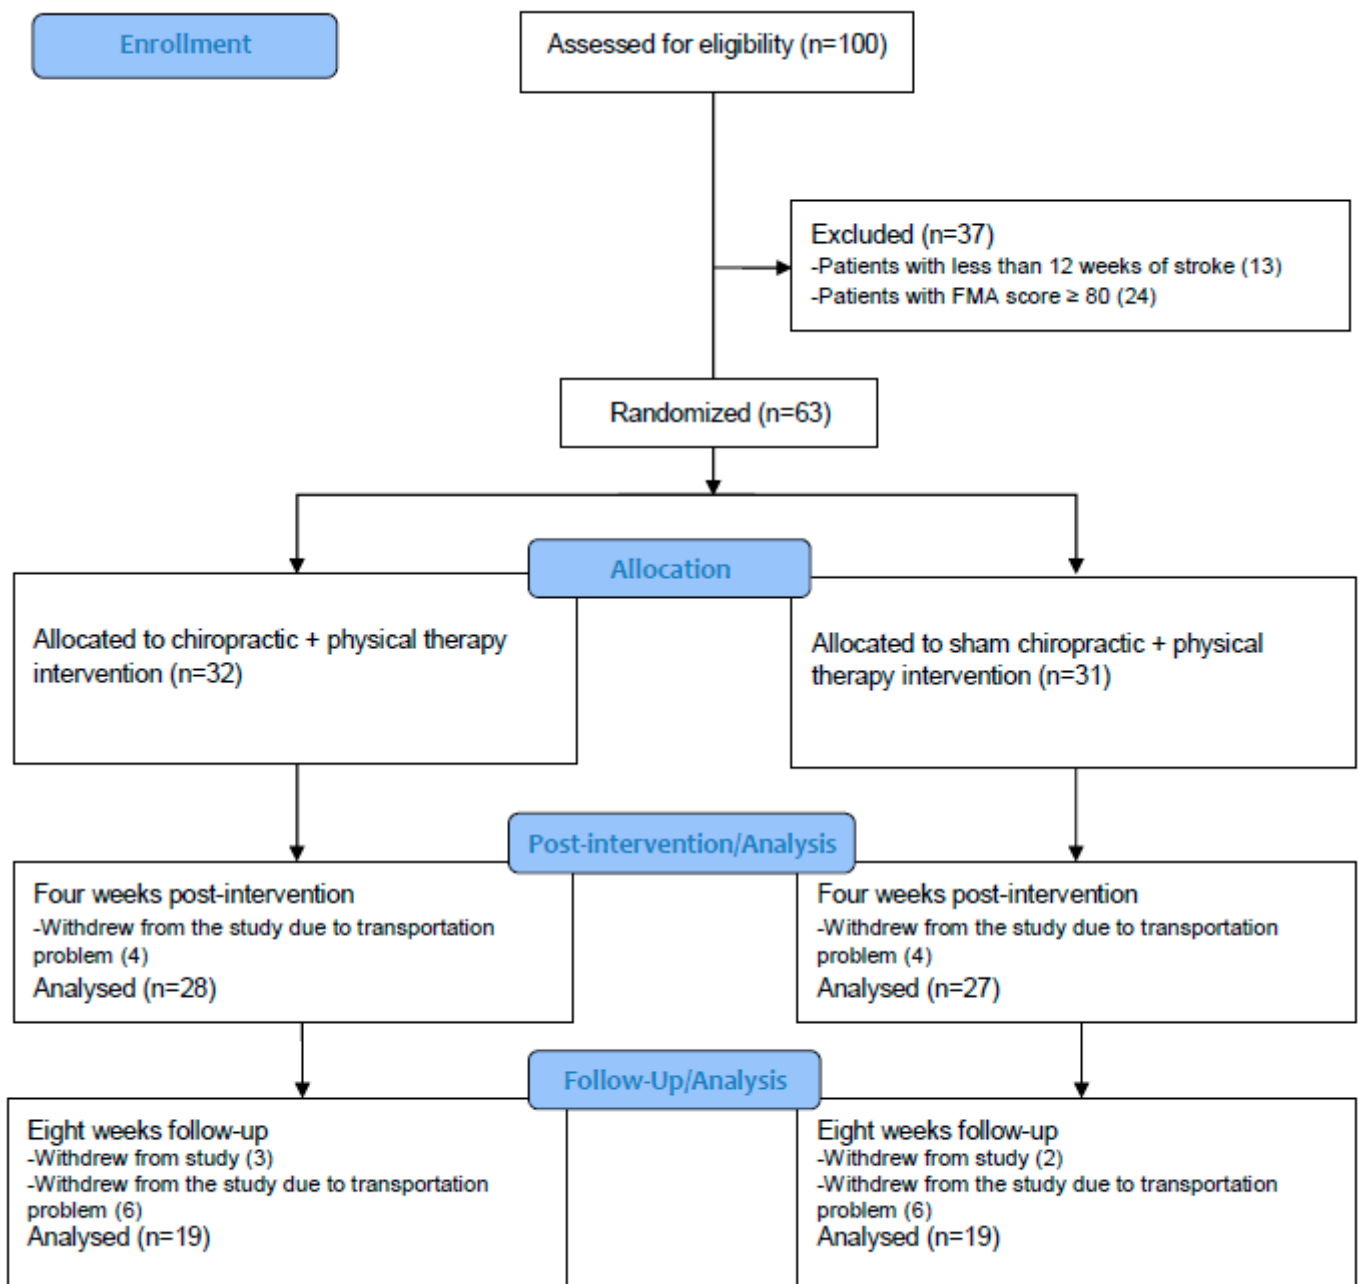 Enrollment
Assessed for eligibility (n=100)
Excluded (n=37)
-Patients with less than 12 weeks of stroke (13)
-Patients with FMA score ≥ 80 (24)
Randomized (n=63)
Allocation
Allocated to chiropractic + physical therapy
intervention (n=32)
Allocated to sham chiropractic + physical
therapy intervention (n=31)
Post-intervention/Analysis
Four weeks post-intervention
-Withdrew from the study due to transportation
problem (4)
Analysed (n=28)
Four weeks post-intervention
-Withdrew from the study due to transportation
problem (4)
Analysed (n=27)
Follow-Up/Analysis
Eight weeks follow-up
-Withdrew from study (3)
-Withdrew from the study due to transportation
problem (6)
Analysed (n=19)
Eight weeks follow-up
-Withdrew from study (2)
-Withdrew from the study due to transportation
problem (6)
Analysed (n=19)